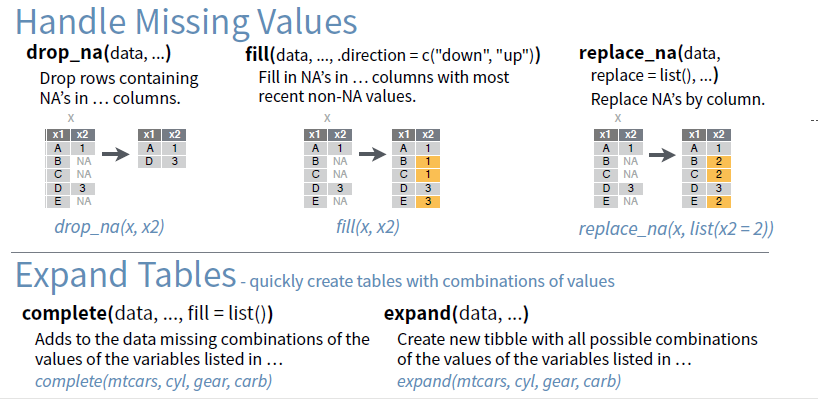 Handle Missing Values
drop_na(data, ...)
Drop rows containing
NA’s in … columns.
x
x1 x2
A 1
B NA
C NA
D 3
E NA
x1 x2
A 1
D 3
drop_na(x, x2)
fill(data, ..., .direction = c("down", "up"))
Fill in NA’s in … columns with most
recent non-NA values.
x
x1 x2
A 1
B NA
C NA
D 3
E NA
x1 x2
A 1
B 1
C 1
D 3
E 3
fill(x, x2)
replace_na(data,
replace = list(), ...)
Replace NA’s by column.
x
x1 x2
A 1
B NA
C NA
D 3
E NA
x1 x2
A 1
B 2
C 2
D 3
E 2
replace_na(x, list(x2 = 2))
Expand Tables - quickly create tables with combinations of values
complete(data, ..., fill = list())
Adds to the data missing combinations of the
values of the variables listed in …
complete(mtcars, cyl, gear, carb)
expand(data, ...)
Create new tibble with all possible combinations
of the values of the variables listed in …
expand(mtcars, cyl, gear, carb)